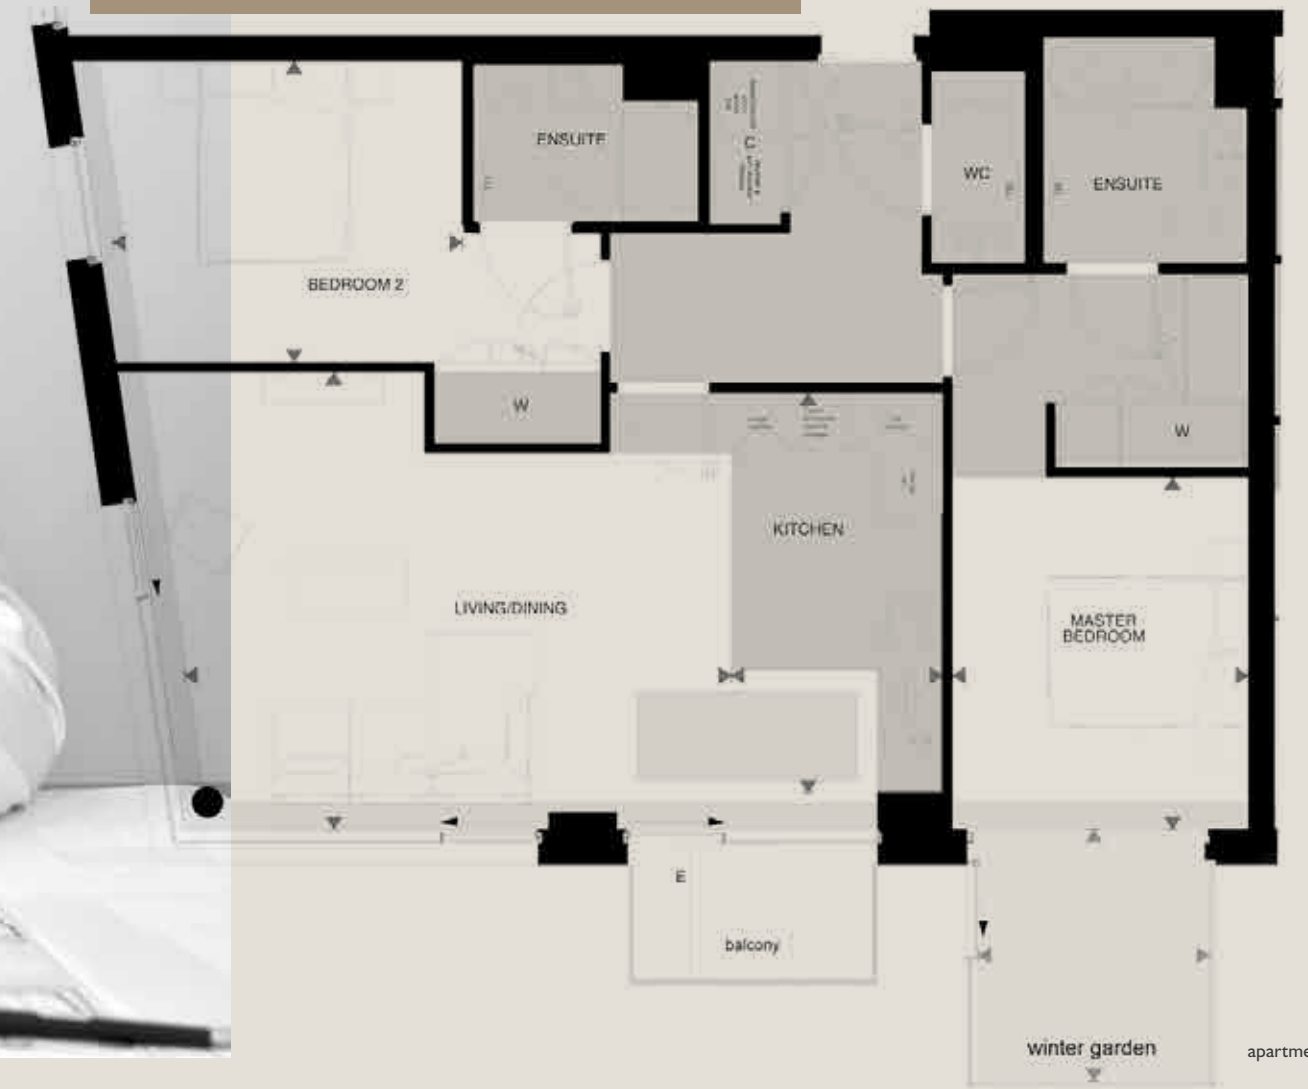 ENSUITE
C
WC
ENSUITE
BEDROOM 2
W
W
KITCHEN
LIVING/DINING
MASTER
BEDROOM
E
balcony
winter garden
apartme